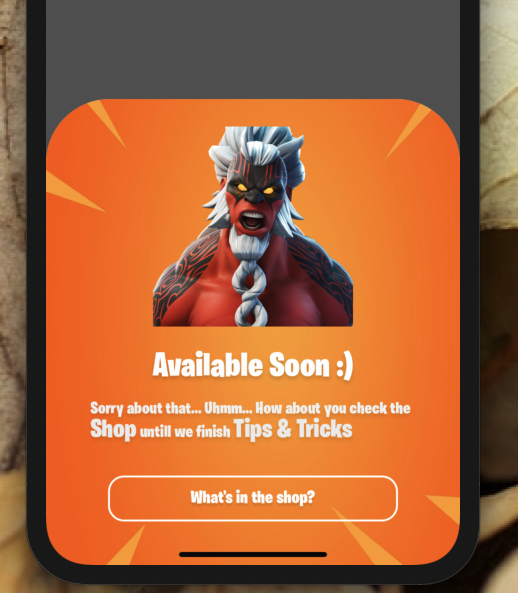 Available Soon :)
Sorry about that... Uhmm... How about you check the
Shop untill we finish Tips & Tricks
What's in the shop?